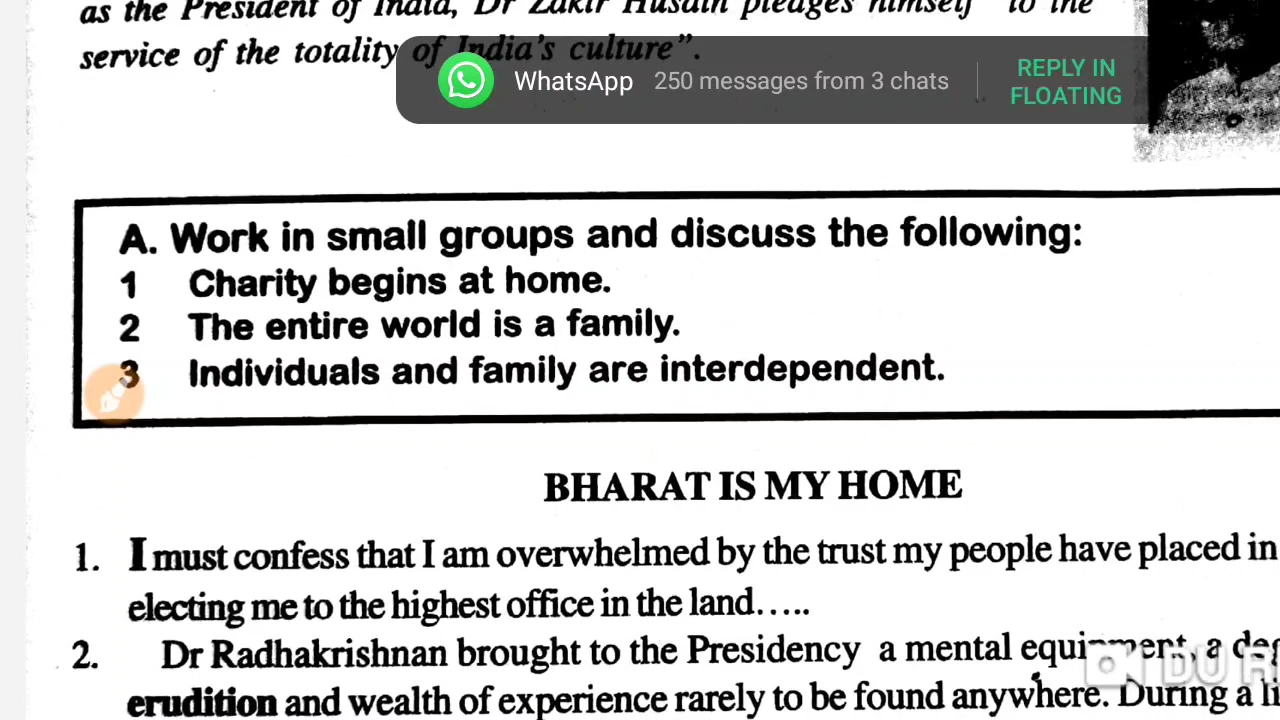 as the President of India, Dr Zakir Husain pledges himself "to the
service of the totality of India's culture".
WhatsApp 250 messages from 3 chats
REPLY IN
FLOATING
A. Work in small groups and discuss the following:
1 Charity begins at home.
2 The entire world is a family.
3 Individuals and family are interdependent.
BHARAT IS MY HOME
1. I must confess that I am overwhelmed by the trust my people have placed in
electing me to the highest office in the land.....
2. Dr Radhakrishnan brought to the Presidency a mental equipment, a
erudition and wealth of experience rarely to be found anywhere. During a
DU